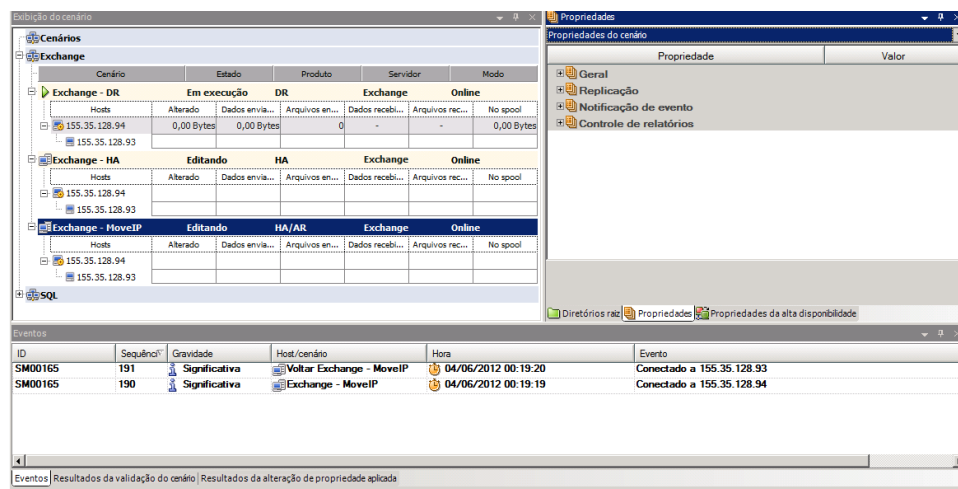 Exibição do cenário
Cenários
Exchange
Cenário Estado Produto Servidor Modo
Exchange - DR Em execução DR Exchange Online
Hosts Alterado Dados envia... Arquivos en... Dados recebi... Arquivos rec... No spool
155.35.128.94 0,00 Bytes 0,00 Bytes 0 - - 0,00 Bytes
155.35.128.93
Exchange - HA Editando HA Exchange Online
Hosts Alterado Dados envia... Arquivos en... Dados recebi... Arquivos rec... No spool
155.35.128.94
155.35.128.93
Exchange - MoveIP Editando HA/AR Exchange Online
Hosts Alterado Dados envia... Arquivos en... Dados recebi... Arquivos rec... No spool
155.35.128.94
155.35.128.93
SQL
Propriedades
Propriedades do cenário
Propriedade Valor
Geral
Replicação
Notificação de evento
Controle de relatórios
Diretórios raiz Propriedades Propriedades da alta disponibilidade
Eventos
ID Sequênci Gravidade Host/cenário Hora Evento
SM00165 191 Significativa Voltar Exchange - MoveIP 04/06/2012 00:19:20 Conectado a 155.35.128.93
SM00165 190 Significativa Exchange - MoveIP 04/06/2012 00:19:19 Conectado a 155.35.128.94
Eventos Resultados da validação do cenário Resultados da alteração de propriedade aplicada